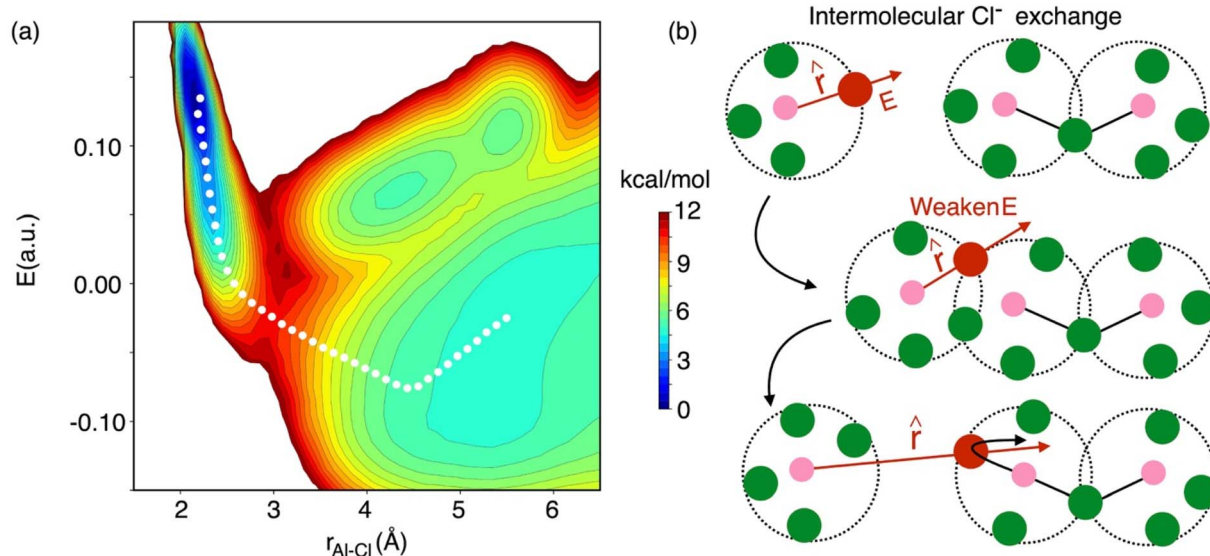 (a)
E(a.u.)
0.10
0.00
-0.10
2
3
4
5
6
r_Al-Cl (Å)
kcal/mol
12
9
6
3
0
Intermolecular Cl⁻ exchange
(b)
r̂
E
Weaken E
r̂
r̂